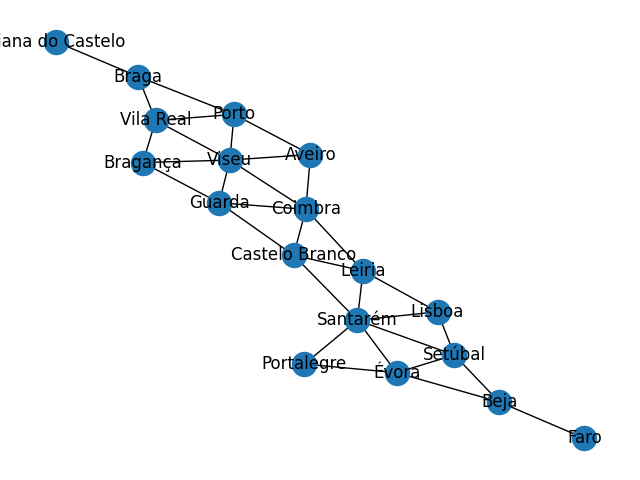 iana do Castelo
Braga
Porto
Vila Real
Aveiro
Viseu
Bragança
Guarda
Coimbra
Castelo Branco
Leiria
Lisboa
Santarém
Setúbal
Portalegre
Évora
Beja
Faro